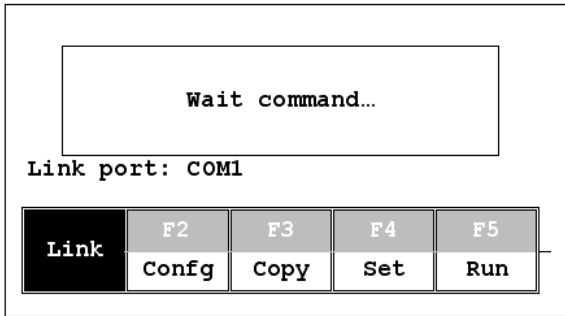 Wait command…
Link port: COM1
Link
F2 F3 F4 F5
Confg Copy Set Run